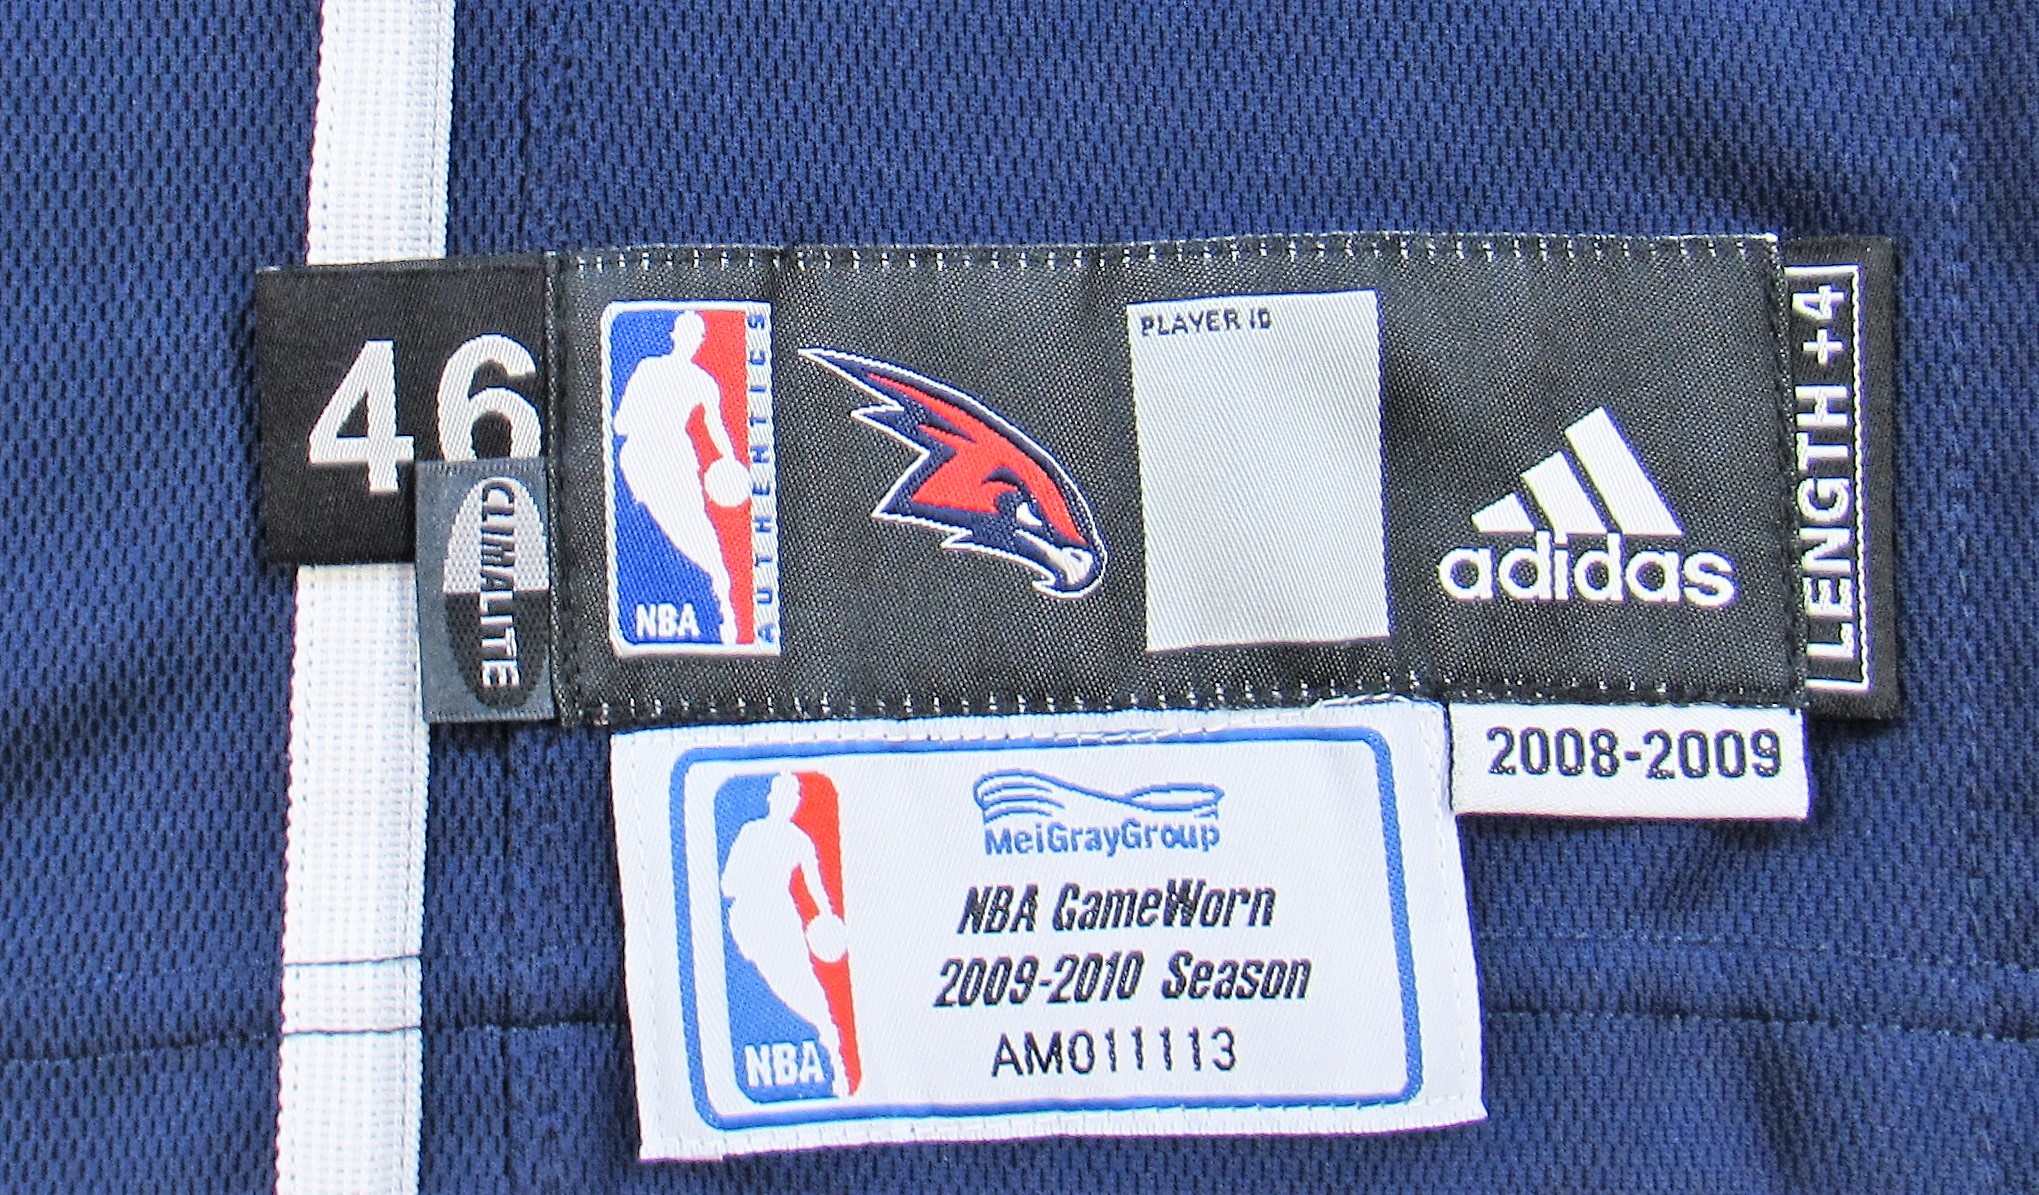 46
CLIMALITE
NBA
AUTHENTICS
PLAYER ID
adidas
LENGTH +4
2008-2009
MeiGrayGroup
NBA GameWorn
2009-2010 Season
AM011113
NBA